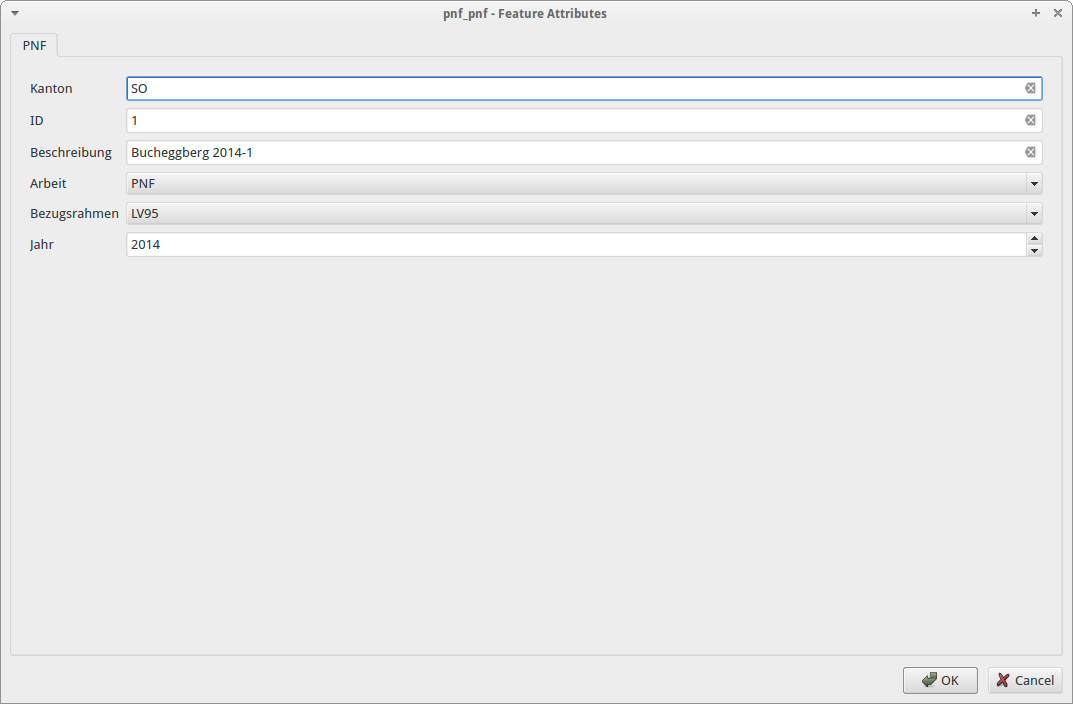 pnf_pnf - Feature Attributes
PNF
Kanton SO
ID 1
Beschreibung Bucheggberg 2014-1
Arbeit PNF
Bezugsrahmen LV95
Jahr 2014
OK Cancel